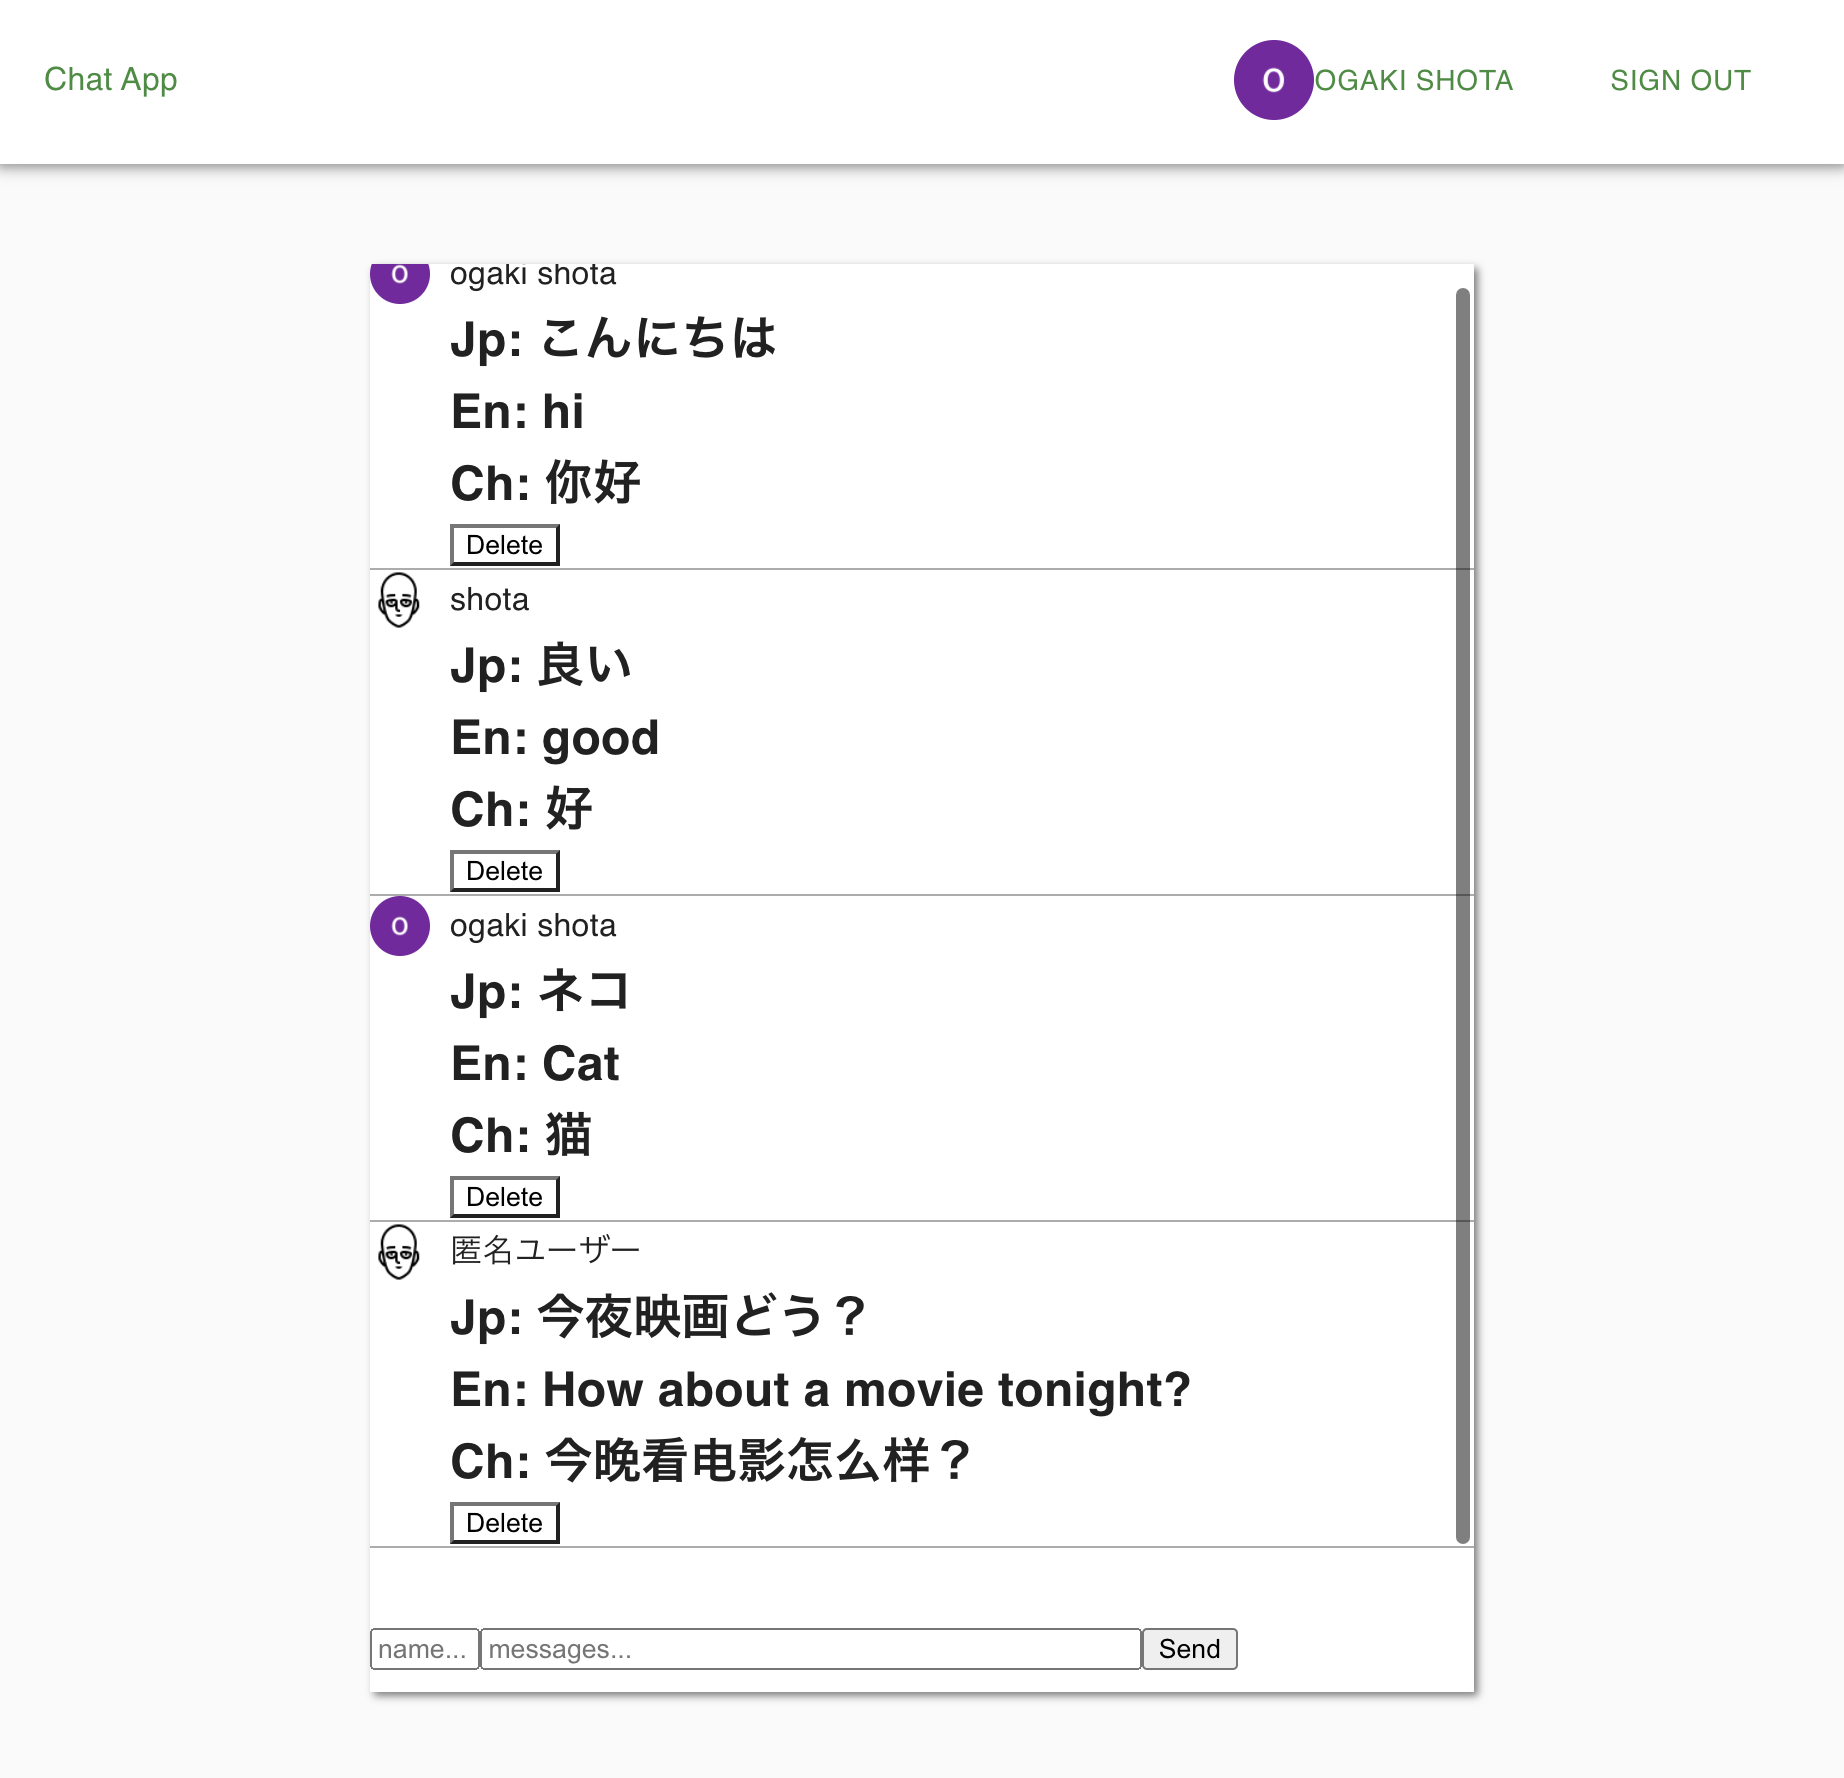 Chat App
O OGAKI SHOTA SIGN OUT
O ogaki shota
Jp: こんにちは
En: hi
Ch: 你好
Delete
shota
Jp: 良い
En: good
Ch: 好
Delete
O ogaki shota
Jp: ネコ
En: Cat
Ch: 猫
Delete
匿名ユーザー
Jp: 今夜映画どう？
En: How about a movie tonight?
Ch: 今晚看电影怎么样？
Delete
name... messages... Send